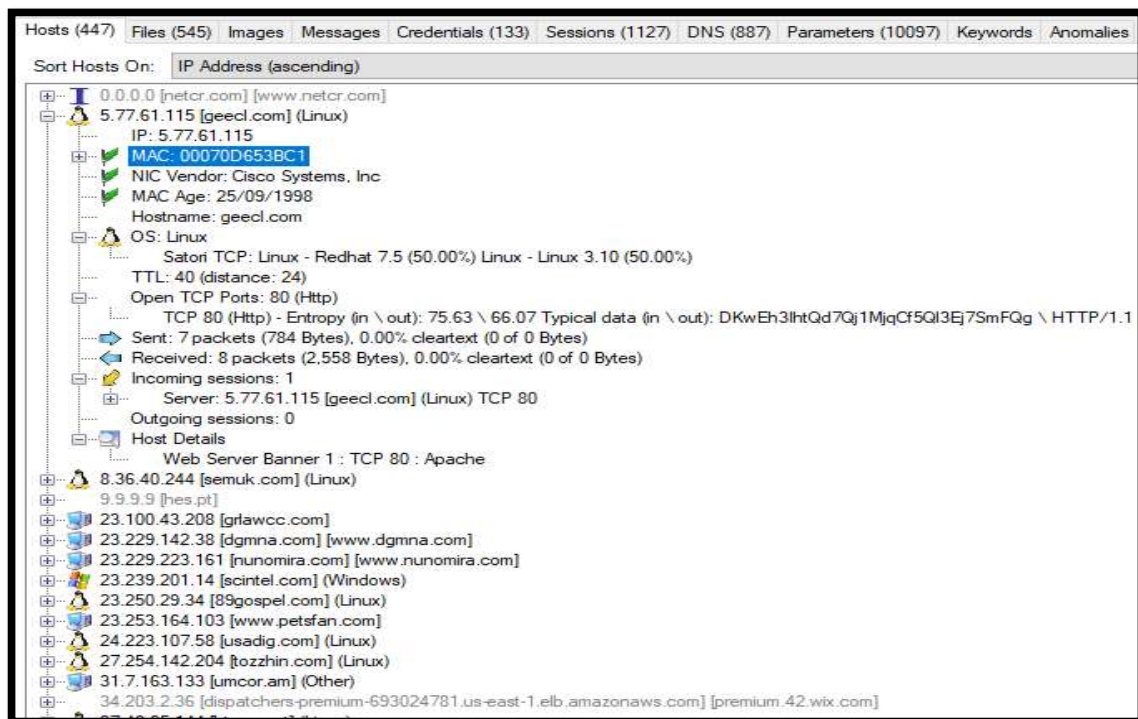 Hosts (447) Files (545) Images Messages Credentials (133) Sessions (1127) DNS (887) Parameters (10097) Keywords Anomalies
Sort Hosts On: IP Address (ascending)
0.0.0.0 [netcr.com] [www.netcr.com]
5.77.61.115 [geecl.com] (Linux)
IP: 5.77.61.115
MAC: 00070D653BC1
NIC Vendor: Cisco Systems, Inc
MAC Age: 25/09/1998
Hostname: geecl.com
OS: Linux
Satori TCP: Linux - Redhat 7.5 (50.00%) Linux - Linux 3.10 (50.00%)
TTL: 40 (distance: 24)
Open TCP Ports: 80 (Http)
TCP 80 (Http) - Entropy (in \ out): 75.63 \ 66.07 Typical data (in \ out): DKwEh3lhtQd7Qj1MjqCf5QI3Ej7SmFQg \ HTTP/1.1
Sent: 7 packets (784 Bytes), 0.00% cleartext (0 of 0 Bytes)
Received: 8 packets (2,558 Bytes), 0.00% cleartext (0 of 0 Bytes)
Incoming sessions: 1
Server: 5.77.61.115 [geecl.com] (Linux) TCP 80
Outgoing sessions: 0
Host Details
Web Server Banner 1 : TCP 80 : Apache
8.36.40.244 [semuk.com] (Linux)
9.9.9.9 [hes.pt]
23.100.43.208 [grlawcc.com]
23.229.142.38 [dgmna.com] [www.dgmna.com]
23.229.223.161 [nunomira.com] [www.nunomira.com]
23.239.201.14 [scintel.com] (Windows)
23.250.29.34 [89gospel.com] (Linux)
23.253.164.103 [www.petsfan.com]
24.223.107.58 [usadig.com] (Linux)
27.254.142.204 [tozzhin.com] (Linux)
31.7.163.133 [umcor.am] (Other)
34.203.2.36 [dispatchers-premium-693024781.us-east-1.elb.amazonaws.com] [premium.42.wix.com]